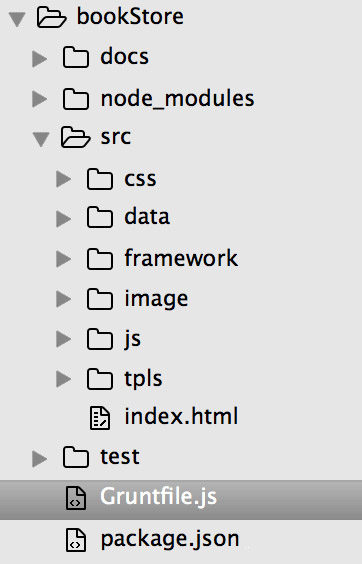 bookStore
docs
node_modules
src
css
data
framework
image
js
tpls
index.html
test
Gruntfile.js
package.json